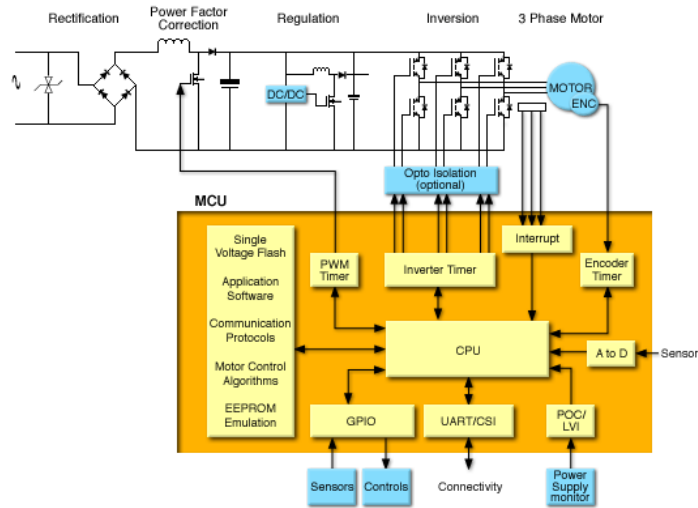 Rectification
Power Factor
Correction
Regulation
Inversion
3 Phase Motor
DC/DC
MOTOR
ENC
Opto Isolation
(optional)
MCU
Single
Voltage Flash
Application
Software
Communication
Protocols
Motor Control
Algorithms
EEPROM
Emulation
PWM
Timer
Inverter Timer
Interrupt
Encoder
Timer
CPU
A to D
Sensor
GPIO
UART/CSI
POC/
LVI
Sensors
Controls
Connectivity
Power
Supply
monitor